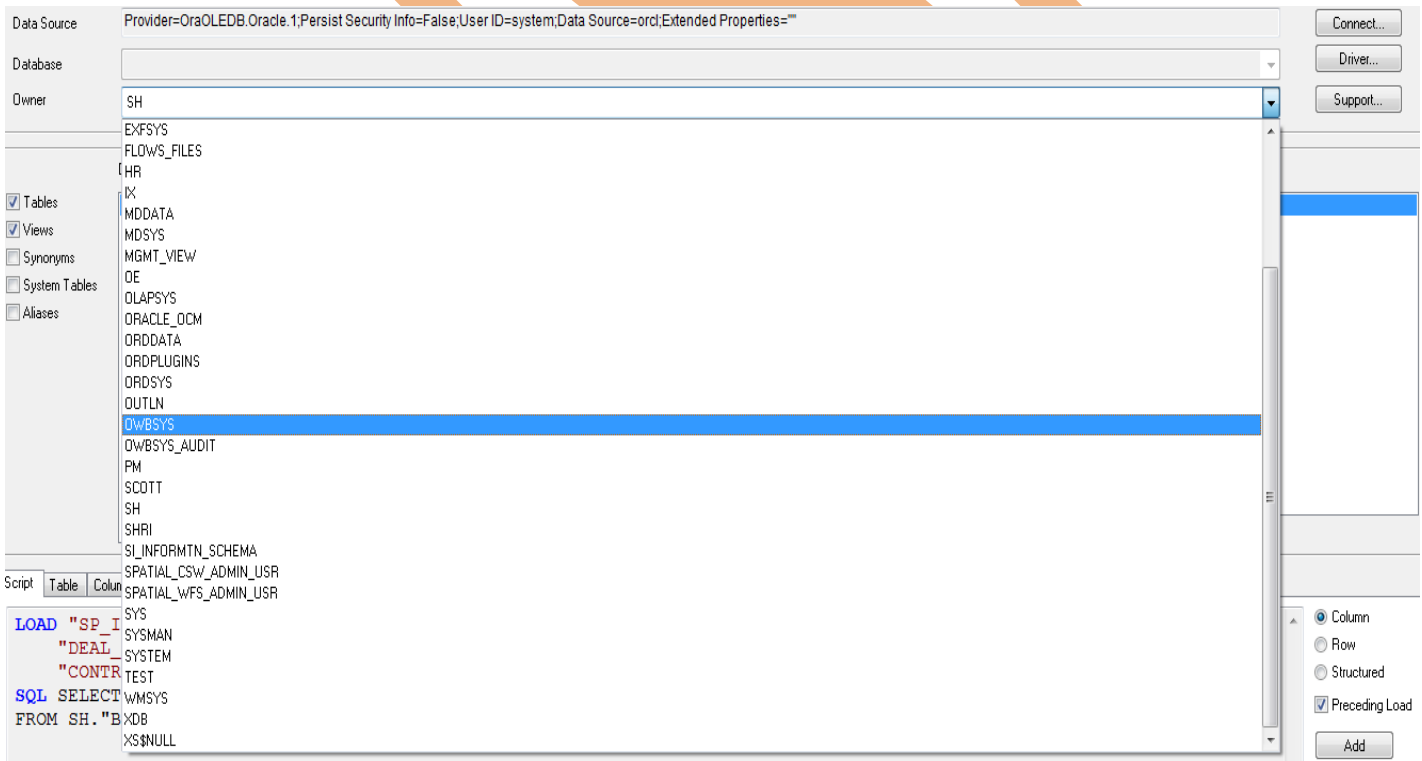 Data Source Provider=OraOLEDB.Oracle.1;Persist Security Info=False;User ID=system;Data Source=orcl;Extended Properties="" Connect...
Database Driver...
Owner SH Support...
EXFSYS
FLOWS_FILES
HR
IX
Tables
MDDATA
Views
MDSYS
Synonyms
MGMT_VIEW
OE
System Tables
OLAPSYS
Aliases
ORACLE_OCM
ORDDATA
ORDPLUGINS
ORDSYS
OUTLN
OWBSYS
OWBSYS_AUDIT
PM
SCOTT
SH
SHRI
SI_INFORMTN_SCHEMA
SPATIAL_CSW_ADMIN_USR
Script Table Colun
SPATIAL_WFS_ADMIN_USR
SYS
LOAD "SP_I
Column
SYSMAN
"DEAL_
Row
SYSTEM
"CONTR
Structured
TEST
SQL SELECT
WMSYS
Preceding Load
FROM SH."B
XDB
XS$NULL
Add